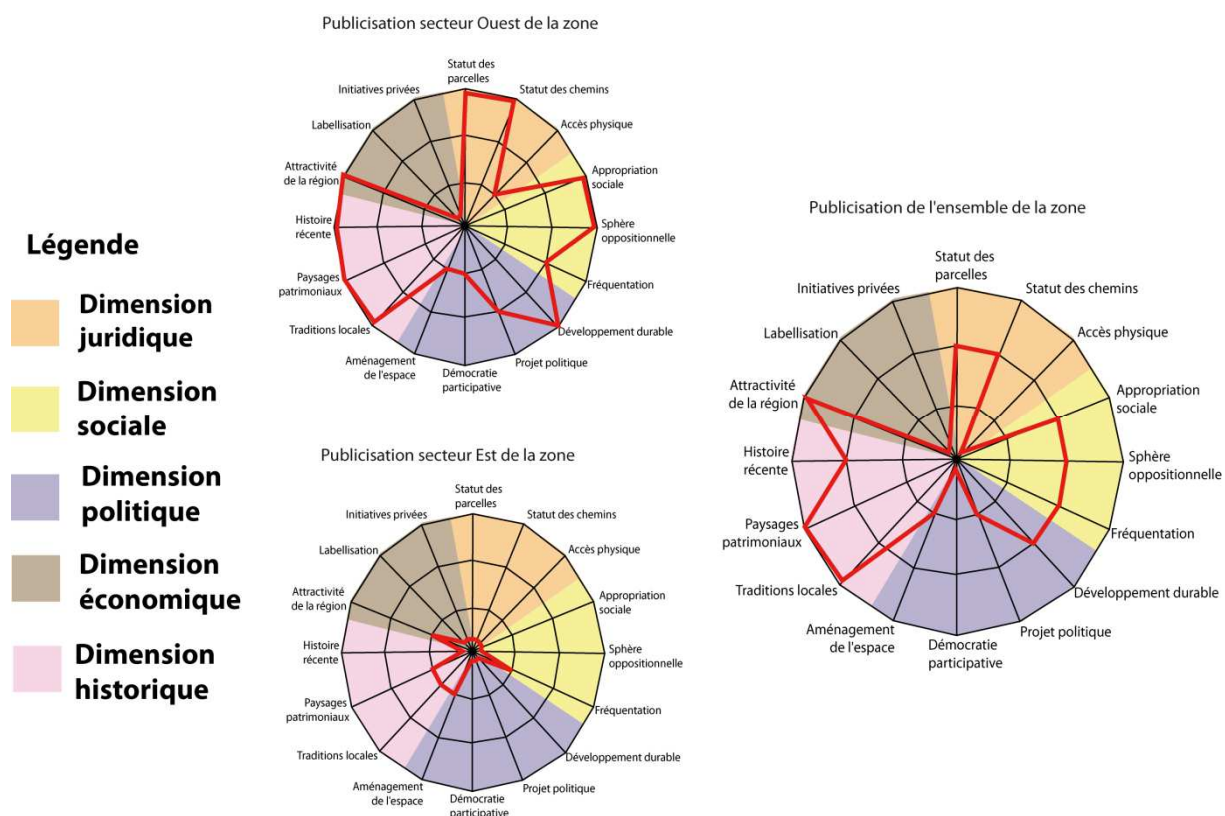 Publicisation secteur Ouest de la zone
Statut des
parcelles
Statut des chemins
Accès physique
Appropriation
sociale
Sphère
oppositionnelle
Fréquentation
Développement durable
Projet politique
Démocratie
participative
Aménagement
de l'espace
Traditions locales
Paysages
patrimoniaux
Histoire
récente
Attractivité
de la région
Labellisation
Initiatives privées
Légende
Dimension
juridique
Dimension
sociale
Dimension
politique
Dimension
économique
Dimension
historique
Publicisation secteur Est de la zone
Statut des
parcelles
Statut des chemins
Accès physique
Appropriation
sociale
Sphère
oppositionnelle
Fréquentation
Développement durable
Projet politique
Démocratie
participative
Aménagement
de l'espace
Traditions locales
Paysages
patrimoniaux
Histoire
récente
Attractivité
de la région
Labellisation
Initiatives privées
Publicisation de l'ensemble de la zone
Statut des
parcelles
Statut des chemins
Accès physique
Appropriation
sociale
Sphère
oppositionnelle
Fréquentation
Développement durable
Projet politique
Démocratie
participative
Aménagement
de l'espace
Traditions locales
Paysages
patrimoniaux
Histoire
récente
Attractivité
de la région
Labellisation
Initiatives privées